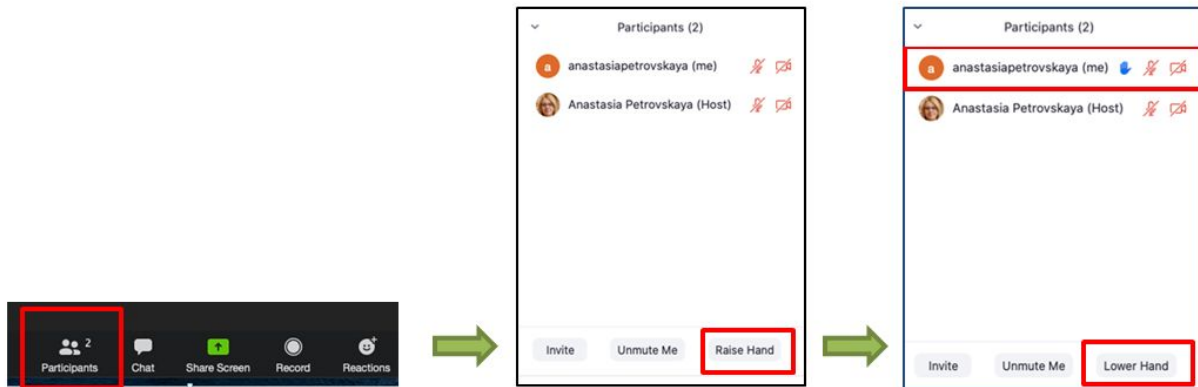 2
Participants Chat Share Screen Record Reactions
Participants (2)
a anastasiapetrovskaya (me)
Anastasia Petrovskaya (Host)
Invite Unmute Me Raise Hand
Participants (2)
a anastasiapetrovskaya (me)
Anastasia Petrovskaya (Host)
Invite Unmute Me Lower Hand